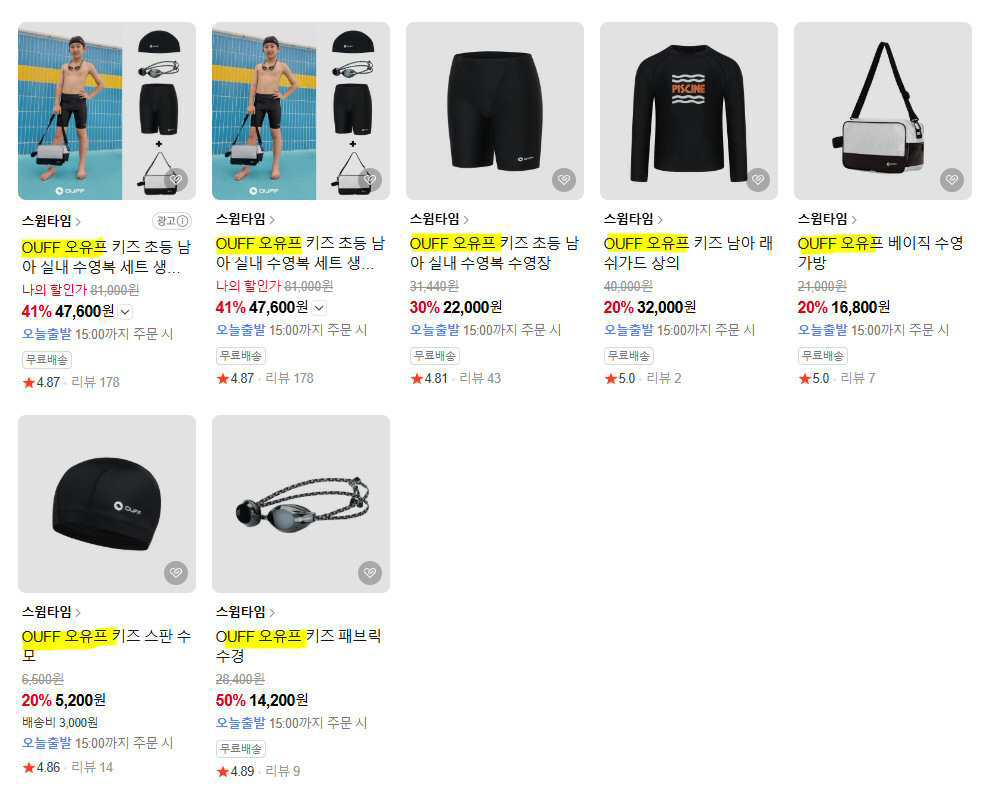 OUFF
OUFF
PISCINE
스윔타임 >
광고
OUFF 오유프 키즈 초등 남
아 실내 수영복 세트 생...
나의 할인가 81,000원
41% 47,600원
오늘출발 15:00까지 주문 시
무료배송
★4.87 · 리뷰 178
스윔타임 >
OUFF 오유프 키즈 초등 남
아 실내 수영복 세트 생...
나의 할인가 81,000원
41% 47,600원
오늘출발 15:00까지 주문 시
무료배송
★4.87 · 리뷰 178
스윔타임 >
OUFF 오유프 키즈 초등 남
아 실내 수영복 수영장
31,440원
30% 22,000원
오늘출발 15:00까지 주문 시
무료배송
★4.81 · 리뷰 43
스윔타임 >
OUFF 오유프 키즈 남아 래
쉬가드 상의
40,000원
20% 32,000원
오늘출발 15:00까지 주문 시
무료배송
★5.0 · 리뷰 2
스윔타임 >
OUFF 오유프 베이직 수영
가방
21,000원
20% 16,800원
오늘출발 15:00까지 주문 시
무료배송
★5.0 · 리뷰 7
OUFF
스윔타임 >
OUFF 오유프 키즈 스판 수
모
6,500원
20% 5,200원
배송비 3,000원
오늘출발 15:00까지 주문 시
★4.86 · 리뷰 14
스윔타임 >
OUFF 오유프 키즈 패브릭
수경
28,400원
50% 14,200원
오늘출발 15:00까지 주문 시
무료배송
★4.89 · 리뷰 9